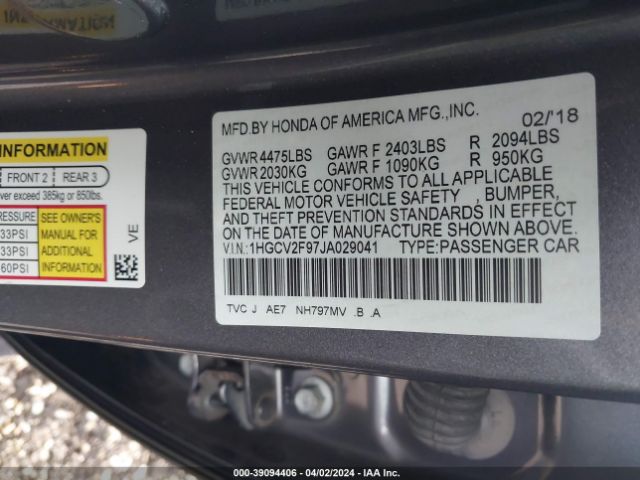 MFD.BY HONDA OF AMERICA MFG.,INC. 02/'18
GVWR 4475LBS GAWR F 2403LBS R 2094LBS
GVWR 2030KG GAWR F 1090KG R 950KG
THIS VEHICLE CONFORMS TO ALL APPLICABLE
FEDERAL MOTOR VEHICLE SAFETY , BUMPER,
AND THEFT PREVENTION STANDARDS IN EFFECT
ON THE DATE OF MANUFACTURE SHOWN ABOVE.
V.I.N.:1HGCV2F97JA029041 TYPE:PASSENGER CAR
TVC J AE7 NH797MV .B .A
INFORMATION
FRONT 2 REAR 3
exceed 385kg or 850lbs.
PRESSURE
33PSI
33PSI
60PSI
SEE OWNER'S
MANUAL FOR
ADDITIONAL
INFORMATION
VE
000-39094406 - 04/02/2024 - IAA Inc.